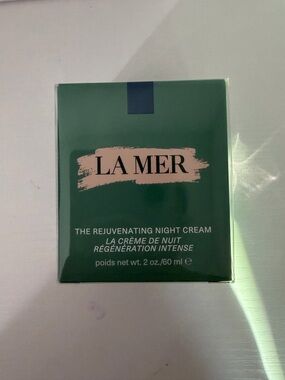 LA MER
THE REJUVENATING NIGHT CREAM
LA CRÈME DE NUIT
RÉGÉNÉRATION INTENSE
poids net wt. 2 oz./60 ml ℮